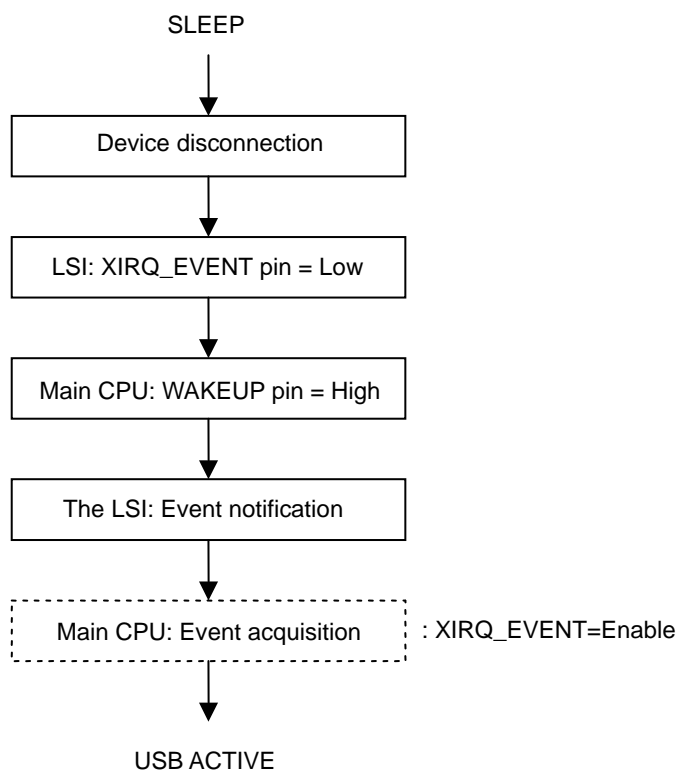 SLEEP
Device disconnection
LSI: XIRQ_EVENT pin = Low
Main CPU: WAKEUP pin = High
The LSI: Event notification
Main CPU: Event acquisition : XIRQ_EVENT=Enable
USB ACTIVE